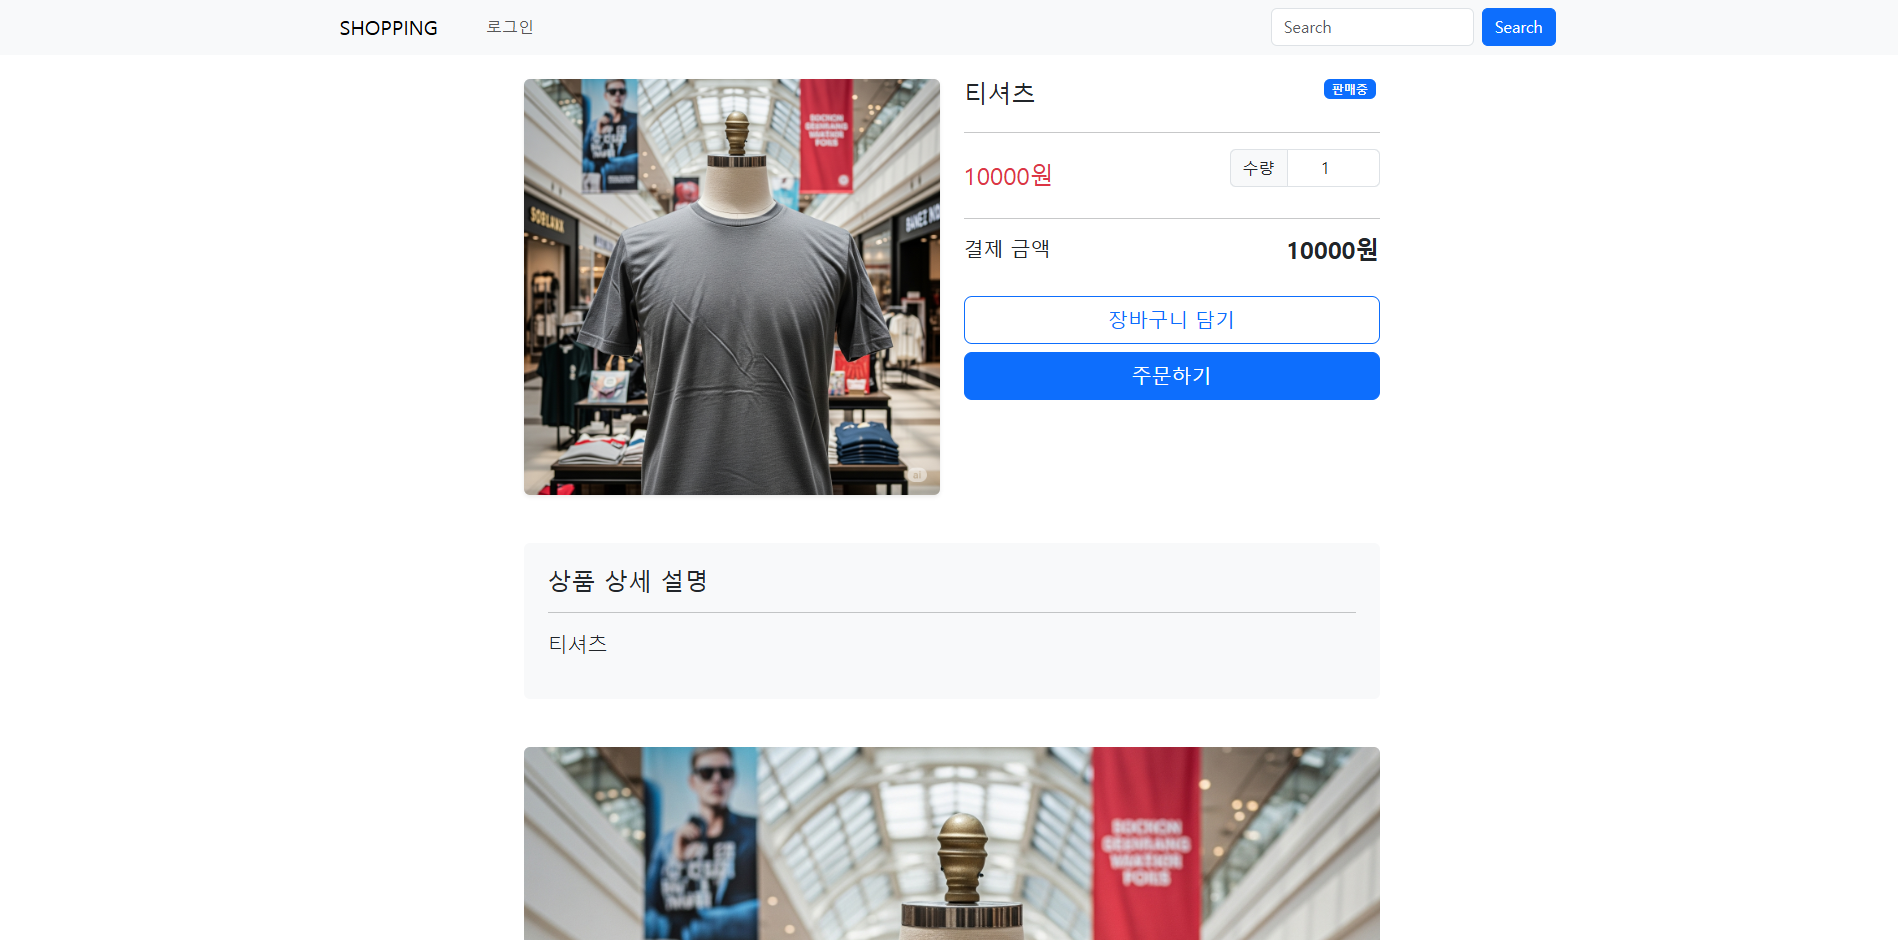 SHOPPING 로그인 Search Search
티셔츠 판매중
10000원 수량 1
결제 금액 10000원
장바구니 담기
주문하기
ai
상품 상세 설명
티셔츠